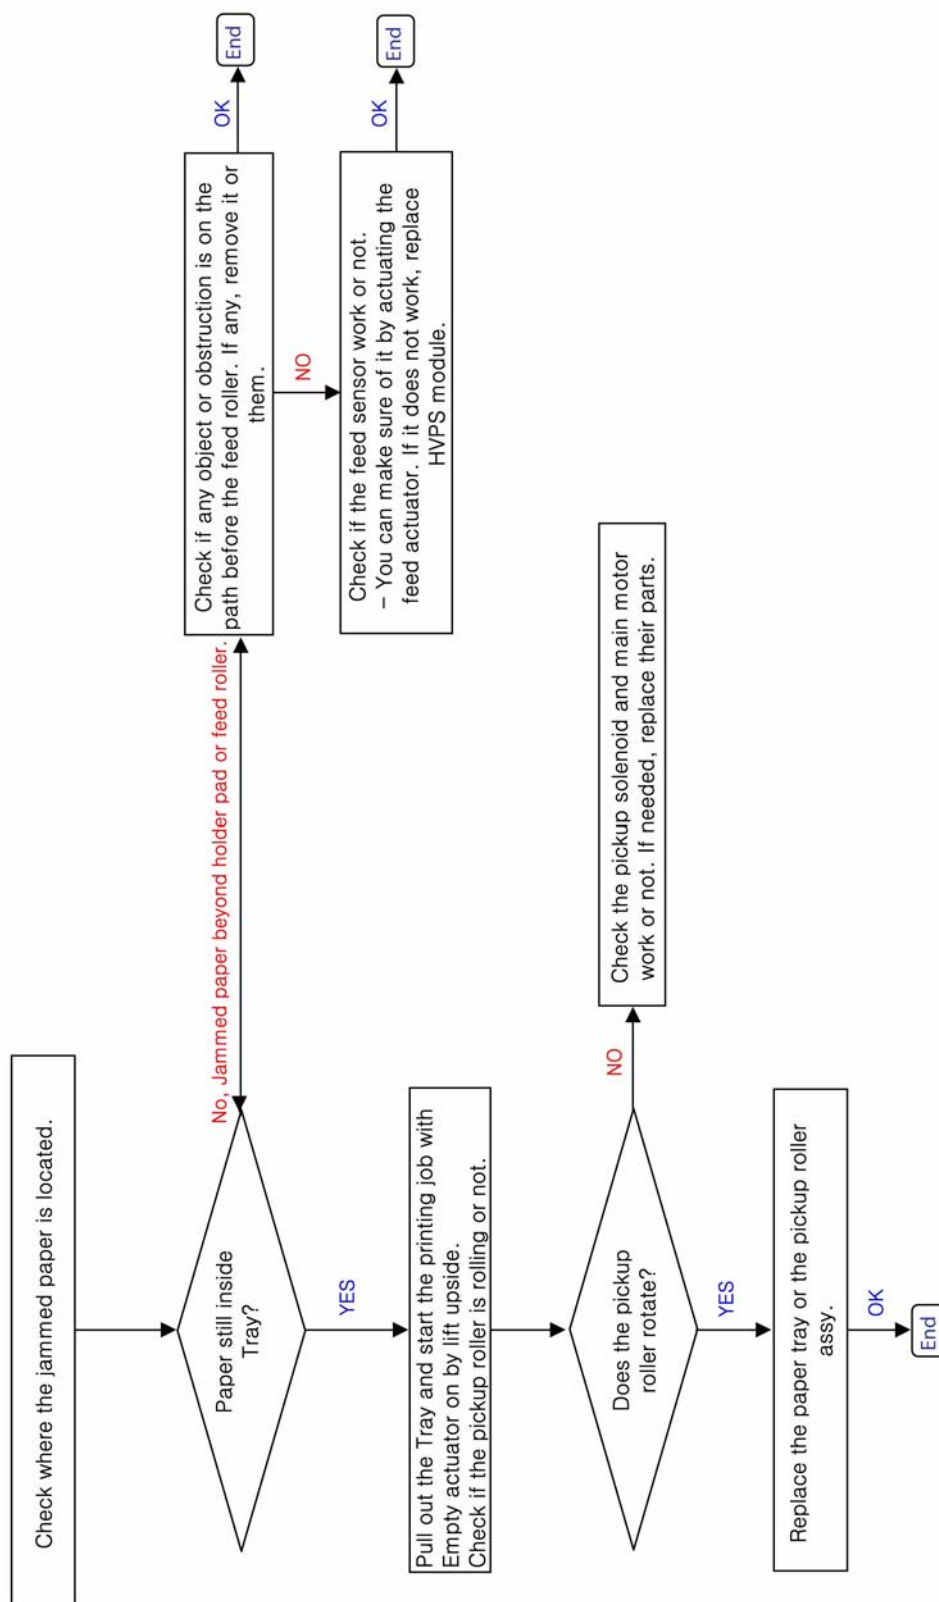 Check where the jammed paper is located.
Paper still inside
Tray?
No, Jammed paper beyond holder pad or feed roller.
Check if any object or obstruction is on the
path before the feed roller. If any, remove it or
them.
OK
End
NO
Check if the feed sensor work or not.
– You can make sure of it by actuating the
feed actuator. If it does not work, replace
HVPS module.
OK
End
YES
Pull out the Tray and start the printing job with
Empty actuator on by lift upside.
Check if the pickup roller is rolling or not.
Does the pickup
roller rotate?
NO
Check the pickup solenoid and main motor
work or not. If needed, replace their parts.
YES
Replace the paper tray or the pickup roller
assy.
OK
End